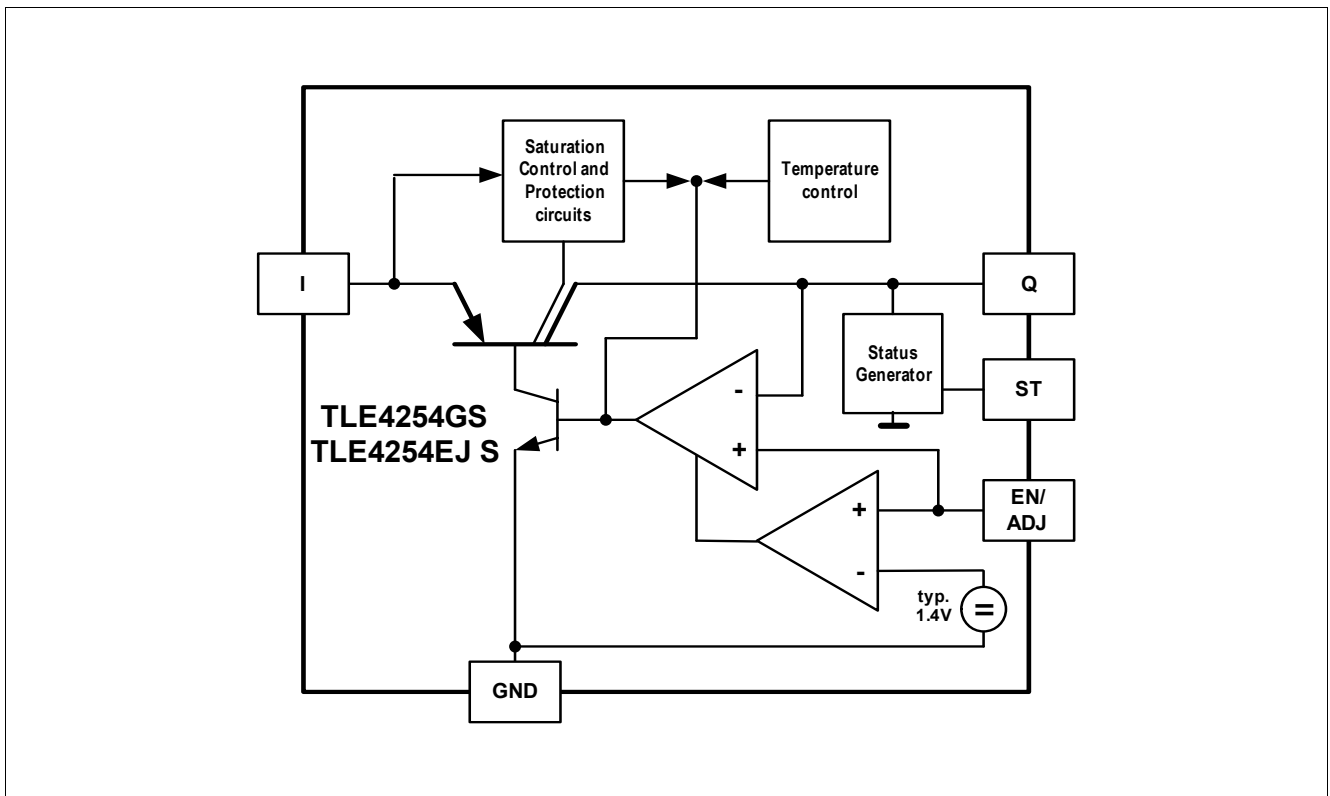 Saturation
Control and
Protection
circuits
Temperature
control
I
Q
Status
Generator
ST
TLE4254GS
TLE4254EJ S
-
+
EN/
ADJ
+
-
typ.
1.4V
=
GND